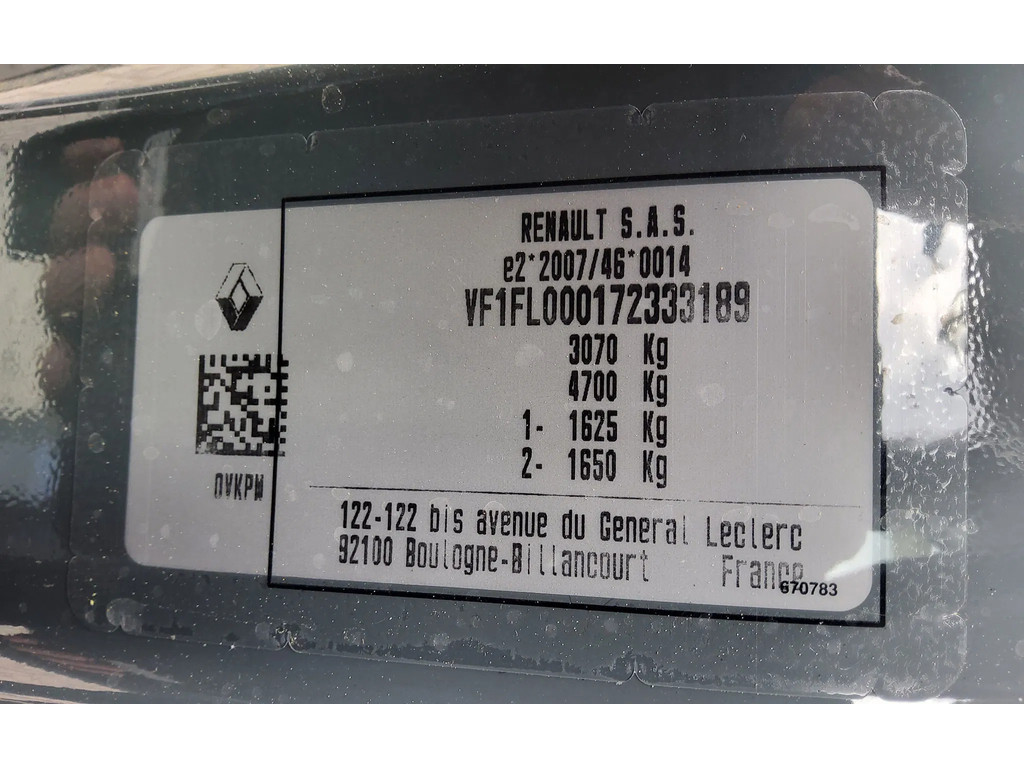 RENAULT S.A.S.
e2*2007/46*0014
VF1FL000172333189
3070 Kg
4700 Kg
1- 1625 Kg
2- 1650 Kg
OVKPW
122-122 bis avenue du General Leclerc
92100 Boulogne-Billancourt France
670783